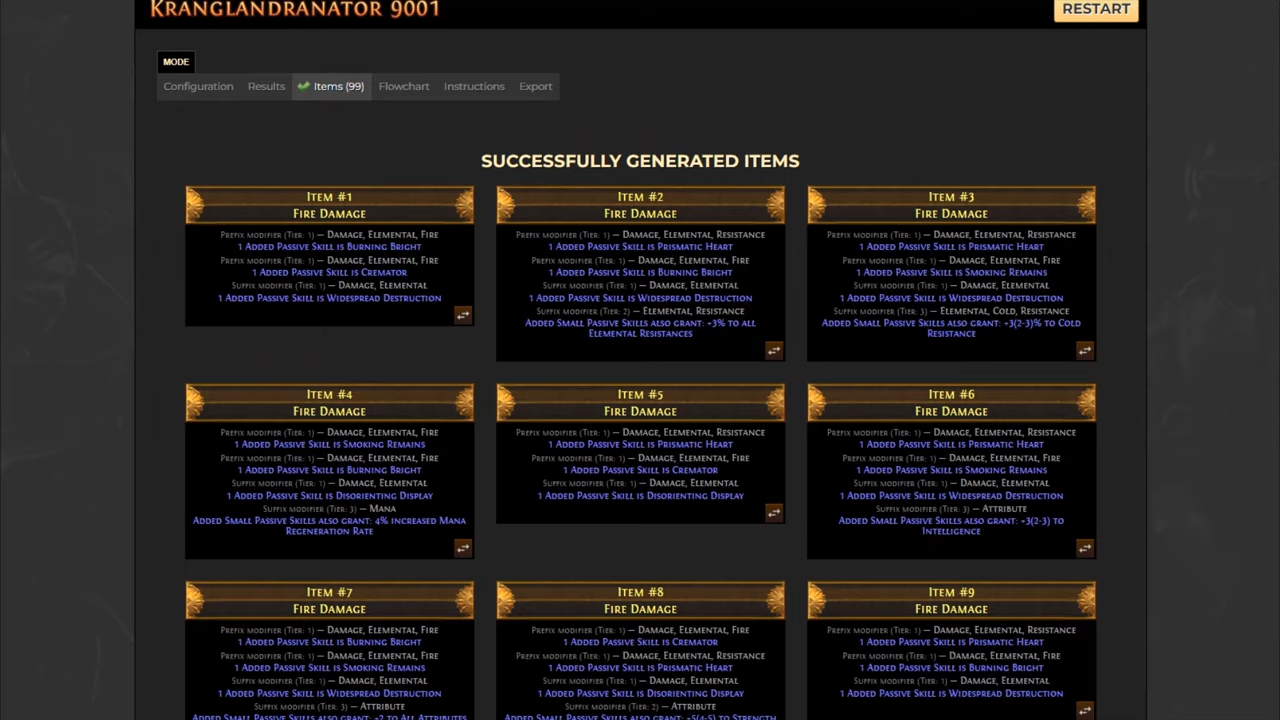 Kranglandranator 9001
RESTART
MODE
Configuration Results Items (99) Flowchart Instructions Export
SUCCESSFULLY GENERATED ITEMS
Item #1
Fire Damage
Prefix modifier (Tier: 1) — Damage, Elemental, Fire
1 Added Passive Skill is Burning Bright
Prefix modifier (Tier: 1) — Damage, Elemental, Fire
1 Added Passive Skill is Cremator
Suffix modifier (Tier: 1) — Damage, Elemental
1 Added Passive Skill is Widespread Destruction
Item #2
Fire Damage
Prefix modifier (Tier: 1) — Damage, Elemental, Resistance
1 Added Passive Skill is Prismatic Heart
Prefix modifier (Tier: 1) — Damage, Elemental, Fire
1 Added Passive Skill is Burning Bright
Suffix modifier (Tier: 1) — Damage, Elemental
1 Added Passive Skill is Widespread Destruction
Suffix modifier (Tier: 2) — Elemental, Resistance
Added Small Passive Skills also grant: +3% to all
Elemental Resistances
Item #3
Fire Damage
Prefix modifier (Tier: 1) — Damage, Elemental, Resistance
1 Added Passive Skill is Prismatic Heart
Prefix modifier (Tier: 1) — Damage, Elemental, Fire
1 Added Passive Skill is Smoking Remains
Suffix modifier (Tier: 1) — Damage, Elemental
1 Added Passive Skill is Widespread Destruction
Suffix modifier (Tier: 3) — Elemental, Cold, Resistance
Added Small Passive Skills also grant: +3(2-3)% to Cold
Resistance
Item #4
Fire Damage
Prefix modifier (Tier: 1) — Damage, Elemental, Fire
1 Added Passive Skill is Smoking Remains
Prefix modifier (Tier: 1) — Damage, Elemental, Fire
1 Added Passive Skill is Burning Bright
Suffix modifier (Tier: 1) — Damage, Elemental
1 Added Passive Skill is Disorienting Display
Suffix modifier (Tier: 3) — Mana
Added Small Passive Skills also grant: 4% increased Mana
Regeneration Rate
Item #5
Fire Damage
Prefix modifier (Tier: 1) — Damage, Elemental, Resistance
1 Added Passive Skill is Prismatic Heart
Prefix modifier (Tier: 1) — Damage, Elemental, Fire
1 Added Passive Skill is Cremator
Suffix modifier (Tier: 1) — Damage, Elemental
1 Added Passive Skill is Disorienting Display
Item #6
Fire Damage
Prefix modifier (Tier: 1) — Damage, Elemental, Resistance
1 Added Passive Skill is Prismatic Heart
Prefix modifier (Tier: 1) — Damage, Elemental, Fire
1 Added Passive Skill is Smoking Remains
Suffix modifier (Tier: 1) — Damage, Elemental
1 Added Passive Skill is Widespread Destruction
Suffix modifier (Tier: 3) — Attribute
Added Small Passive Skills also grant: +3(2-3) to
Intelligence
Item #7
Fire Damage
Prefix modifier (Tier: 1) — Damage, Elemental, Fire
1 Added Passive Skill is Burning Bright
Prefix modifier (Tier: 1) — Damage, Elemental, Fire
1 Added Passive Skill is Smoking Remains
Suffix modifier (Tier: 1) — Damage, Elemental
1 Added Passive Skill is Widespread Destruction
Suffix modifier (Tier: 3) — Attribute
Added Small Passive Skills also grant: +2 to All Attributes
Item #8
Fire Damage
Prefix modifier (Tier: 1) — Damage, Elemental, Fire
1 Added Passive Skill is Cremator
Prefix modifier (Tier: 1) — Damage, Elemental, Resistance
1 Added Passive Skill is Prismatic Heart
Suffix modifier (Tier: 1) — Damage, Elemental
1 Added Passive Skill is Disorienting Display
Suffix modifier (Tier: 2) — Attribute
Added Small Passive Skills also grant: +5(4-5) to Strength
Item #9
Fire Damage
Prefix modifier (Tier: 1) — Damage, Elemental, Resistance
1 Added Passive Skill is Prismatic Heart
Prefix modifier (Tier: 1) — Damage, Elemental, Fire
1 Added Passive Skill is Burning Bright
Suffix modifier (Tier: 1) — Damage, Elemental
1 Added Passive Skill is Widespread Destruction